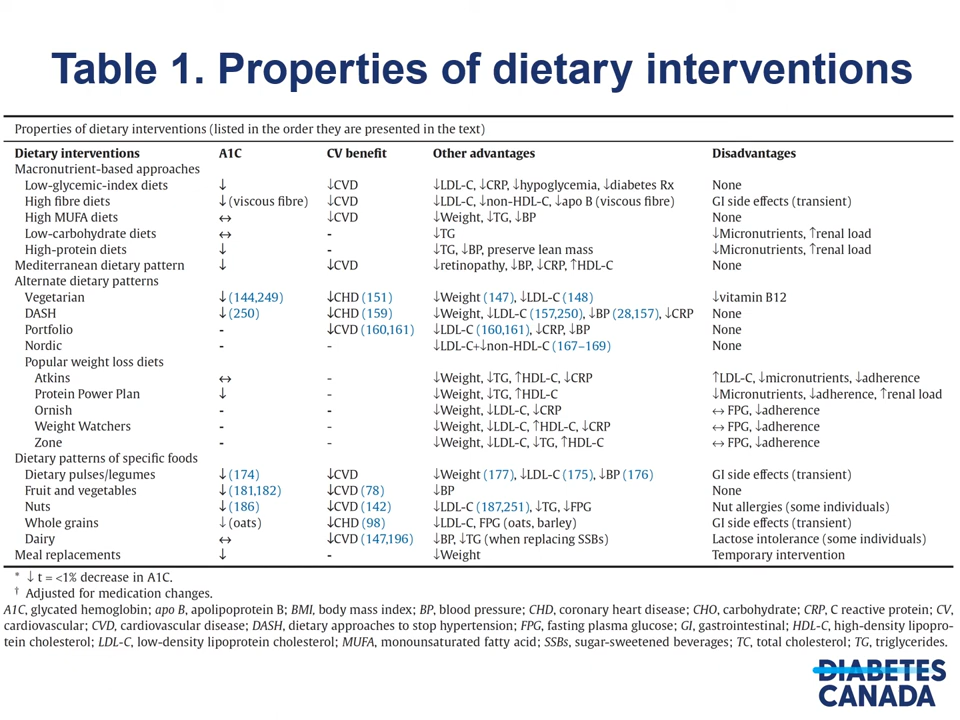 Table 1. Properties of dietary interventions
Properties of dietary interventions (listed in the order they are presented in the text)
Dietary interventions A1C CV benefit Other advantages Disadvantages
Macronutrient-based approaches
Low-glycemic-index diets ↓ ↓CVD ↓LDL-C, ↓CRP, ↓hypoglycemia, ↓diabetes Rx None
High fibre diets ↓ (viscous fibre) ↓CVD ↓LDL-C, ↓non-HDL-C, ↓apo B (viscous fibre) GI side effects (transient)
High MUFA diets ↔ ↓CVD ↓Weight, ↓TG, ↓BP None
Low-carbohydrate diets ↔ - ↓TG ↓Micronutrients, ↑renal load
High-protein diets ↓ - ↓TG, ↓BP, preserve lean mass ↓Micronutrients, ↑renal load
Mediterranean dietary pattern ↓ ↓CVD ↓retinopathy, ↓BP, ↓CRP, ↑HDL-C None
Alternate dietary patterns
Vegetarian ↓ (144,249) ↓CHD (151) ↓Weight (147), ↓LDL-C (148) ↓vitamin B12
DASH ↓ (250) ↓CHD (159) ↓Weight, ↓LDL-C (157,250), ↓BP (28,157), ↓CRP None
Portfolio - ↓CVD (160,161) ↓LDL-C (160,161), ↓CRP, ↓BP None
Nordic - - ↓LDL-C+↓non-HDL-C (167–169) None
Popular weight loss diets
Atkins ↔ - ↓Weight, ↓TG, ↑HDL-C, ↓CRP ↑LDL-C, ↓micronutrients, ↓adherence
Protein Power Plan ↓ - ↓Weight, ↓TG, ↑HDL-C ↓Micronutrients, ↓adherence, ↑renal load
Ornish - - ↓Weight, ↓LDL-C, ↓CRP ↔ FPG, ↓adherence
Weight Watchers - - ↓Weight, ↓LDL-C, ↑HDL-C, ↓CRP ↔ FPG, ↓adherence
Zone - - ↓Weight, ↓LDL-C, ↓TG, ↑HDL-C ↔ FPG, ↓adherence
Dietary patterns of specific foods
Dietary pulses/legumes ↓ (174) ↓CVD ↓Weight (177), ↓LDL-C (175), ↓BP (176) GI side effects (transient)
Fruit and vegetables ↓ (181,182) ↓CVD (78) ↓BP None
Nuts ↓ (186) ↓CVD (142) ↓LDL-C (187,251), ↓TG, ↓FPG Nut allergies (some individuals)
Whole grains ↓ (oats) ↓CHD (98) ↓LDL-C, FPG (oats, barley) GI side effects (transient)
Dairy ↔ ↓CVD (147,196) ↓BP, ↓TG (when replacing SSBs) Lactose intolerance (some individuals)
Meal replacements ↓ - ↓Weight Temporary intervention
* ↓ t = <1% decrease in A1C.
† Adjusted for medication changes.
A1C, glycated hemoglobin; apo B, apolipoprotein B; BMI, body mass index; BP, blood pressure; CHD, coronary heart disease; CHO, carbohydrate; CRP, C reactive protein; CV,
cardiovascular; CVD, cardiovascular disease; DASH, dietary approaches to stop hypertension; FPG, fasting plasma glucose; GI, gastrointestinal; HDL-C, high-density lipopro-
tein cholesterol; LDL-C, low-density lipoprotein cholesterol; MUFA, monounsaturated fatty acid; SSBs, sugar-sweetened beverages; TC, total cholesterol; TG, triglycerides.
DIABETES
CANADA